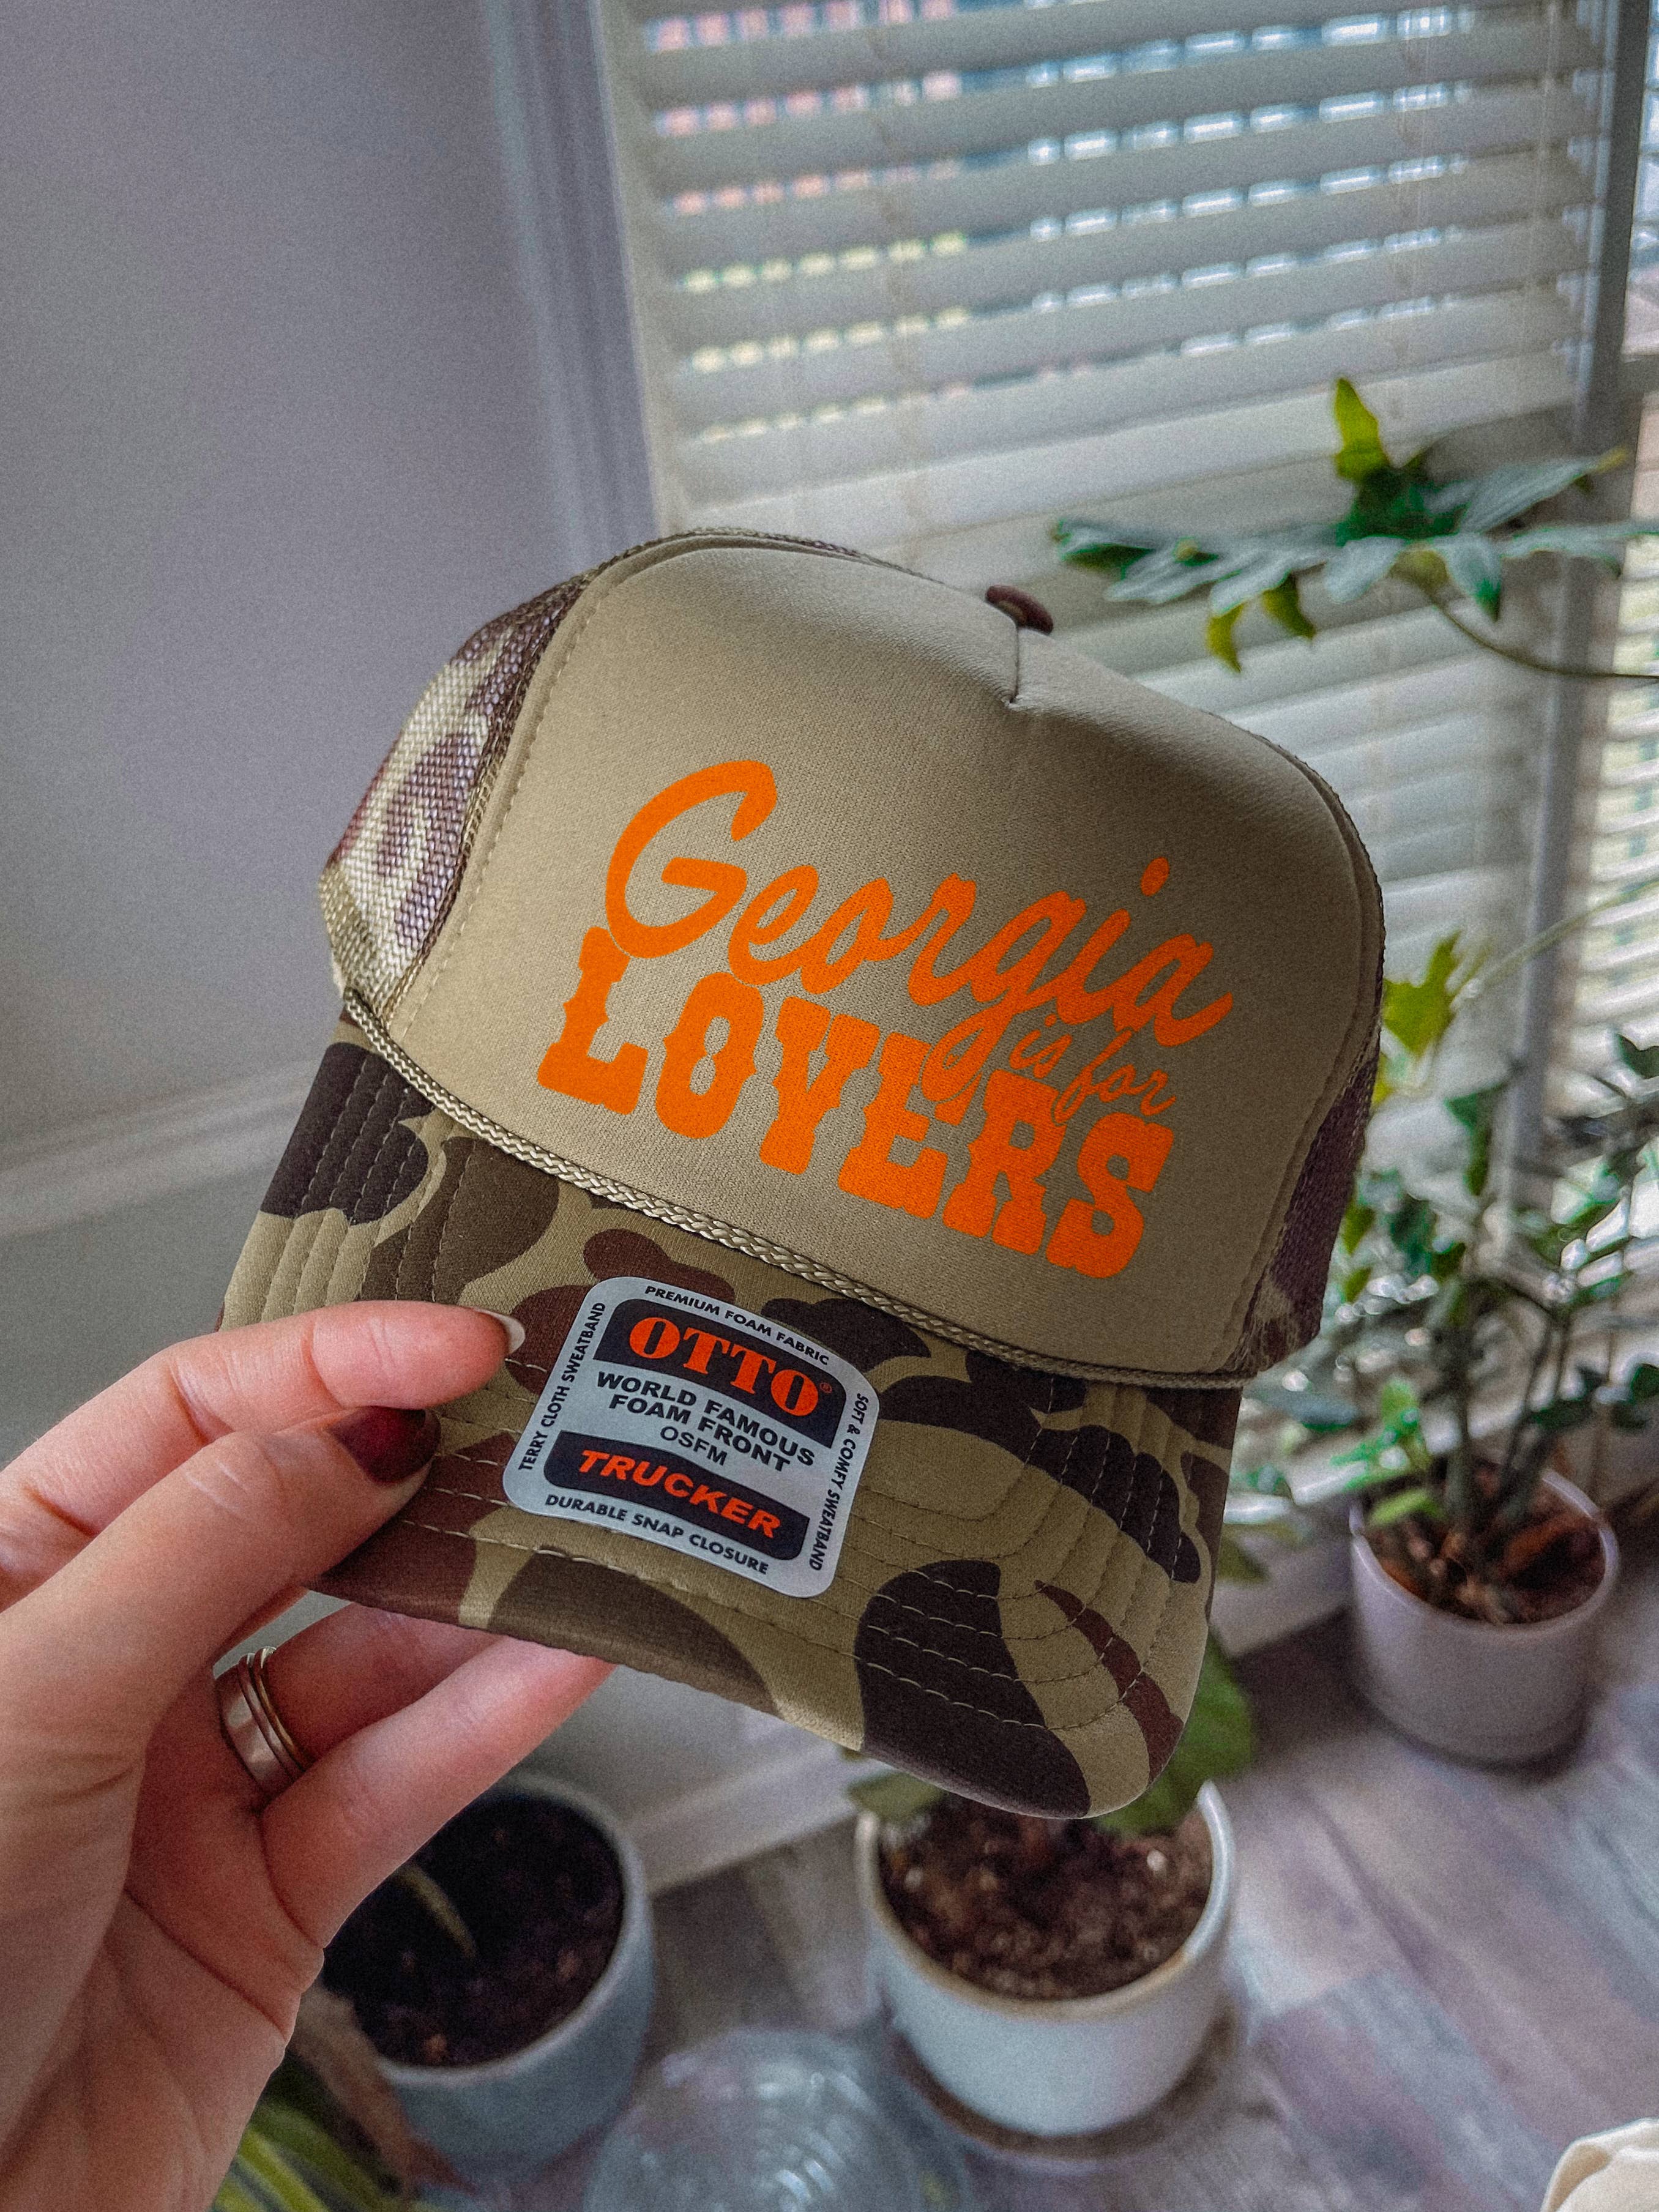 Georgia
is for
LOVERS
PREMIUM FOAM FABRIC
TERRY CLOTH SWEATBAND
OTTO®
WORLD FAMOUS
FOAM FRONT
OSFM
TRUCKER
SOFT & COMFY SWEATBAND
DURABLE SNAP CLOSURE